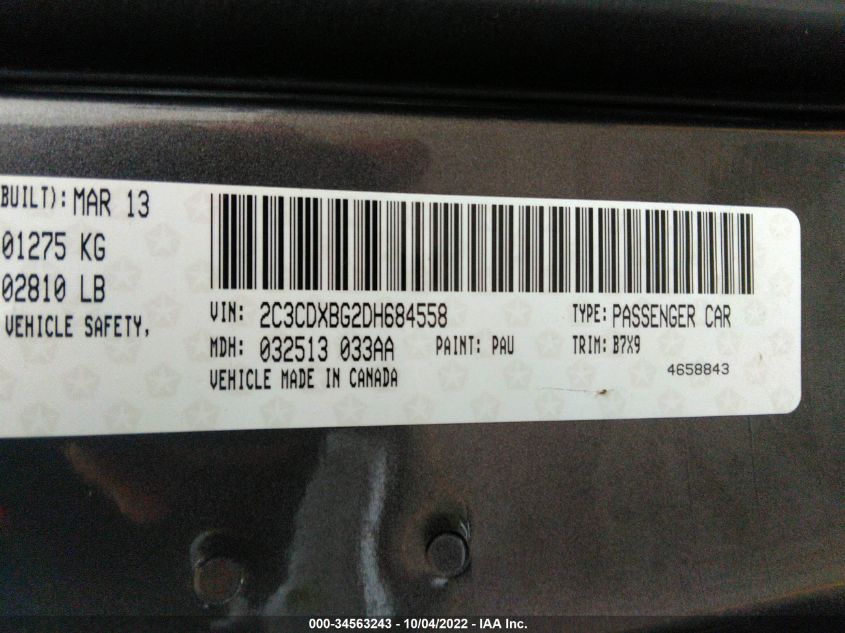 BUILT): MAR 13
01275 KG
02810 LB
VEHICLE SAFETY,
VIN: 2C3CDXBG2DH684558 TYPE: PASSENGER CAR
MDH: 032513 033AA PAINT: PAU TRIM: B7X9
VEHICLE MADE IN CANADA 4658843
000-34563243 - 10/04/2022 - IAA Inc.